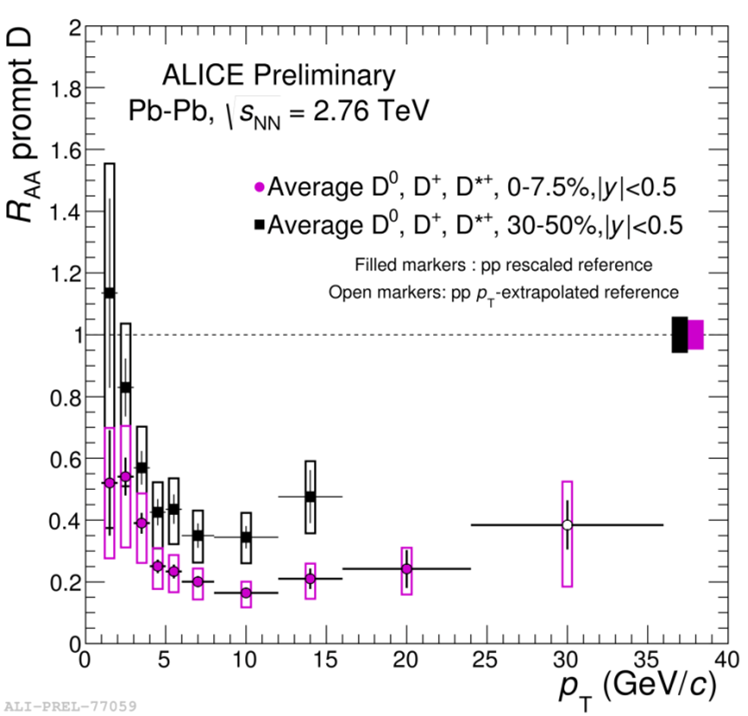 ALICE Preliminary
Pb-Pb, √sNN = 2.76 TeV
Average D0, D+, D*+, 0-7.5%,|y|<0.5
Average D0, D+, D*+, 30-50%,|y|<0.5
Filled markers : pp rescaled reference
Open markers: pp pT-extrapolated reference
RAA prompt D
2
1.8
1.6
1.4
1.2
1
0.8
0.6
0.4
0.2
0
0 5 10 15 20 25 30 35 40
pT (GeV/c)
ALI-PREL-77059